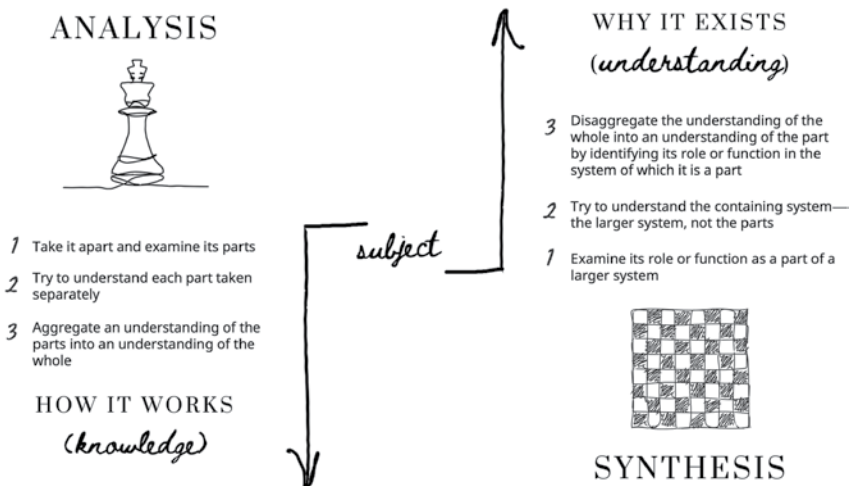 ANALYSIS
1 Take it apart and examine its parts
2 Try to understand each part taken
separately
3 Aggregate an understanding of the
parts into an understanding of the
whole
HOW IT WORKS
(knowledge)
subject
WHY IT EXISTS
(understanding)
3 Disaggregate the understanding of the
whole into an understanding of the part
by identifying its role or function in the
system of which it is a part
2 Try to understand the containing system—
the larger system, not the parts
1 Examine its role or function as a part of a
larger system
SYNTHESIS